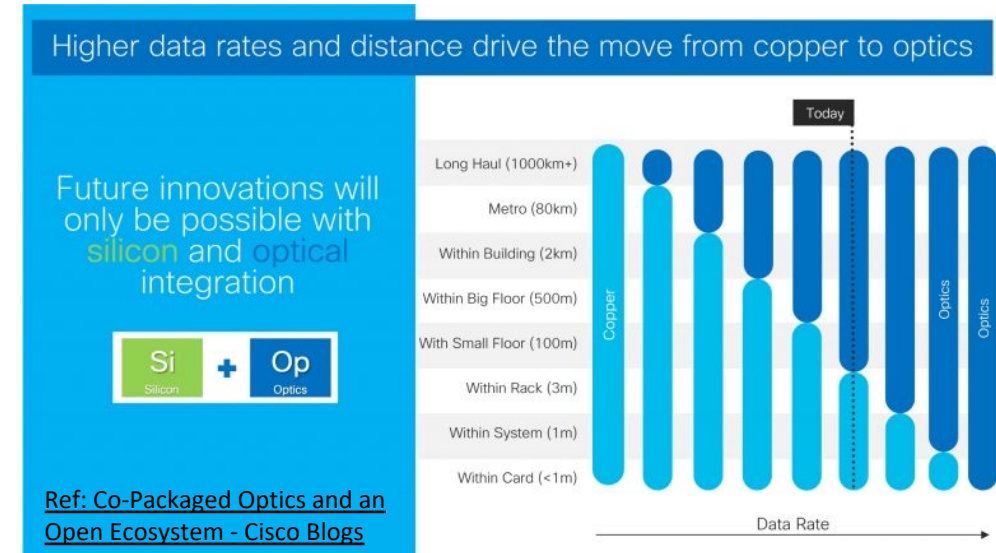 Higher data rates and distance drive the move from copper to optics
Future innovations will
only be possible with
silicon and optical
integration
Si
Silicon
+
Op
Optics
Ref: Co-Packaged Optics and an
Open Ecosystem - Cisco Blogs
Today
Long Haul (1000km+)
Metro (80km)
Within Building (2km)
Within Big Floor (500m)
With Small Floor (100m)
Within Rack (3m)
Within System (1m)
Within Card (<1m)
Copper
Optics
Optics
Data Rate